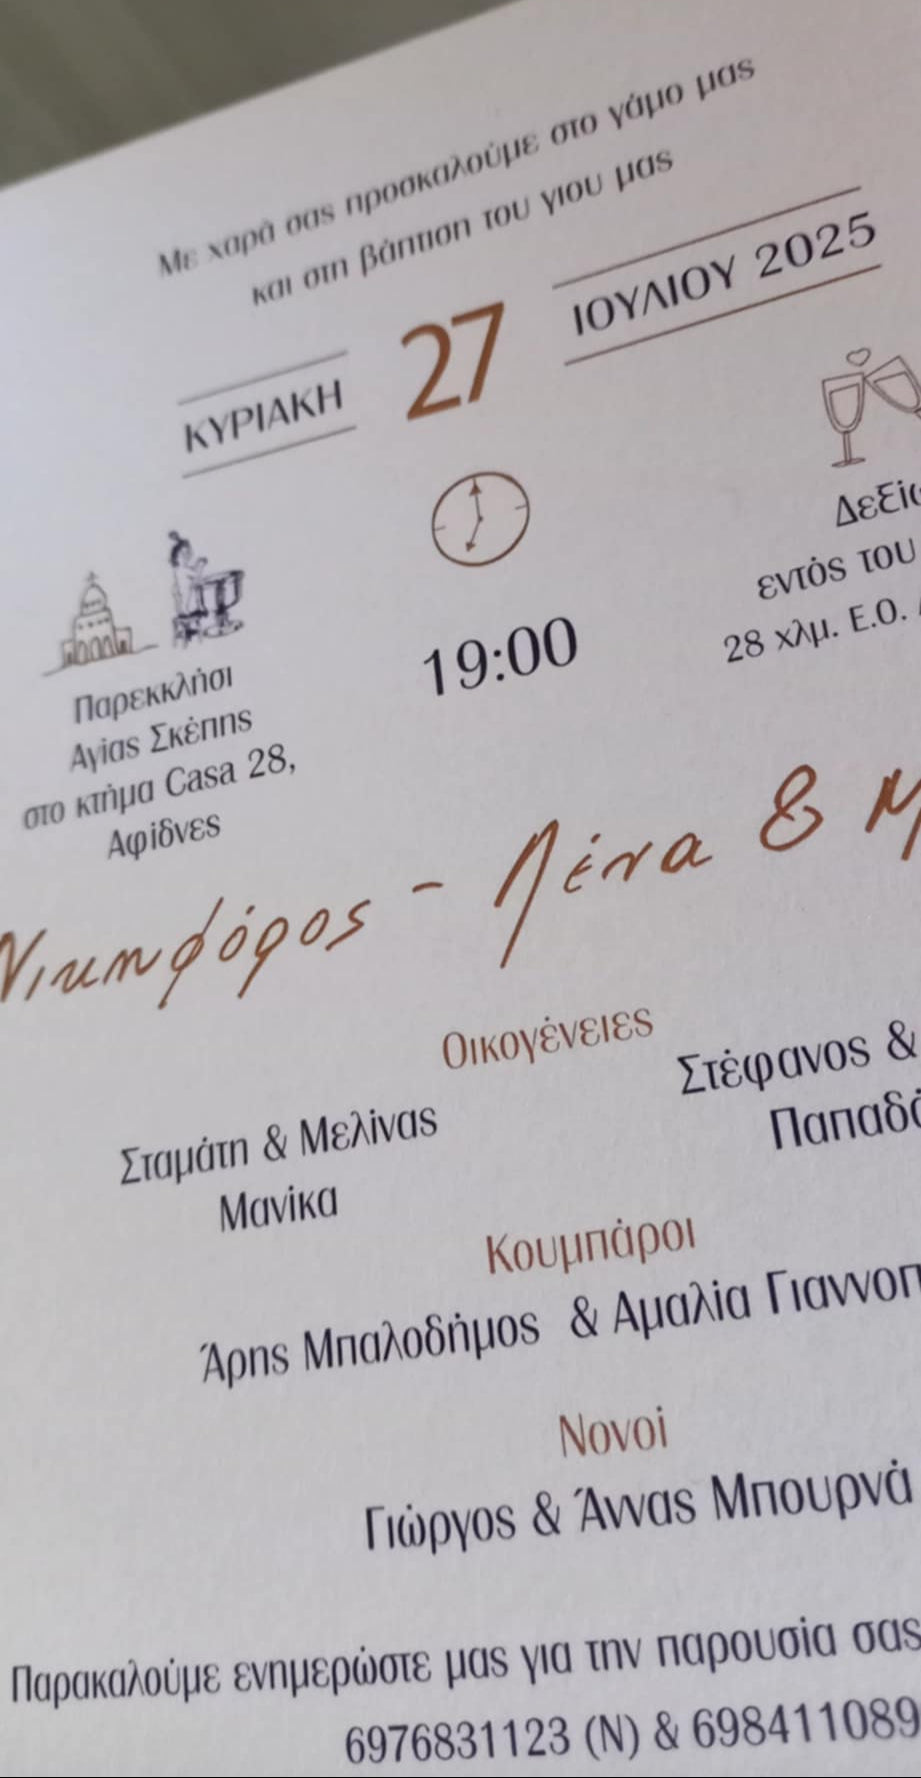 Με χαρά σας προσκαλούμε στο γάμο μας
και στη βάπτιση του γιου μας
ΚΥΡΙΑΚΗ 27 ΙΟΥΛΙΟΥ 2025
Παρεκκλήσι
Αγίας Σκέπης
στο κτήμα Casa 28,
Αφίδνες
19:00
εντός του
28 χλμ. Ε.Ο.
Νικηφόρος - Λένα &
Οικογένειες
Σταμάτη & Μελίνας
Μανίκα
Στέφανος &
Κουμπάροι
Άρης Μπαλοδήμος & Αμαλία
Νονοί
Γιώργος & Άννας Μπουρνά
Παρακαλούμε ενημερώστε μας για την παρουσία σας
6976831123 (Ν) & 698411089